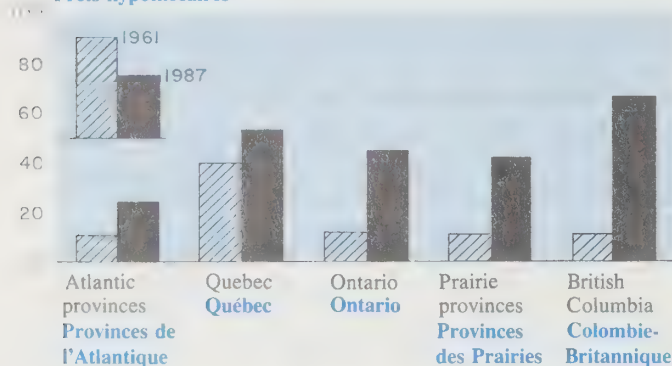 1961
1987
80
60
40
20
Atlantic
provinces
Provinces de
l'Atlantique
Quebec
Québec
Ontario
Ontario
Prairie
provinces
Provinces
des Prairies
British
Columbia
Colombie-
Britannique